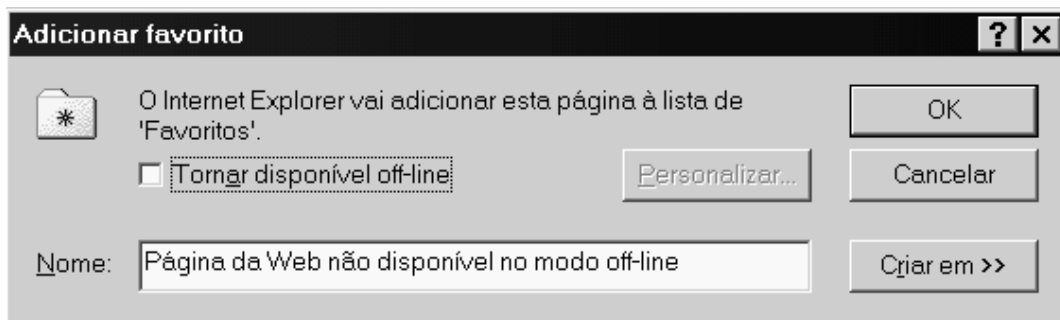 Adicionar favorito
O Internet Explorer vai adicionar esta página à lista de
'Favoritos'.
OK
Tornar disponível off-line
Personalizar...
Cancelar
Nome:
Página da Web não disponível no modo off-line
Criar em >>